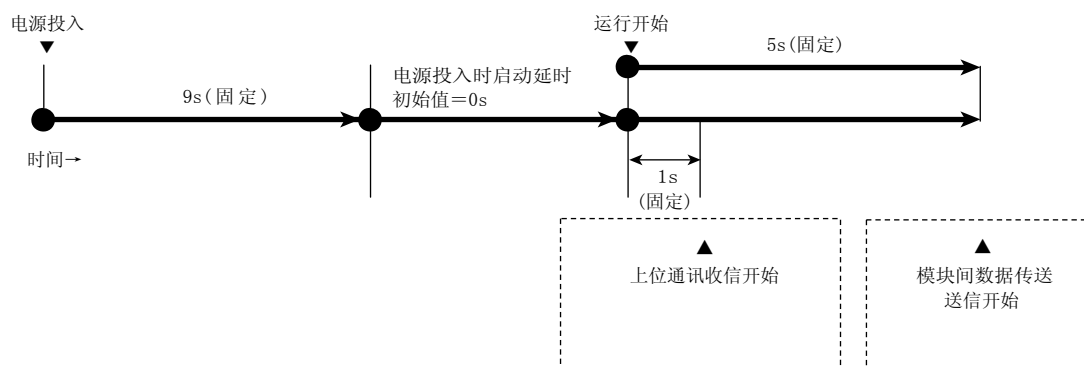 电源投入
运行开始
5s(固定)
电源投入时启动延时
初始值=0s
9s(固定)
时间→
1s
(固定)
上位通讯收信开始
模块间数据传送
送信开始